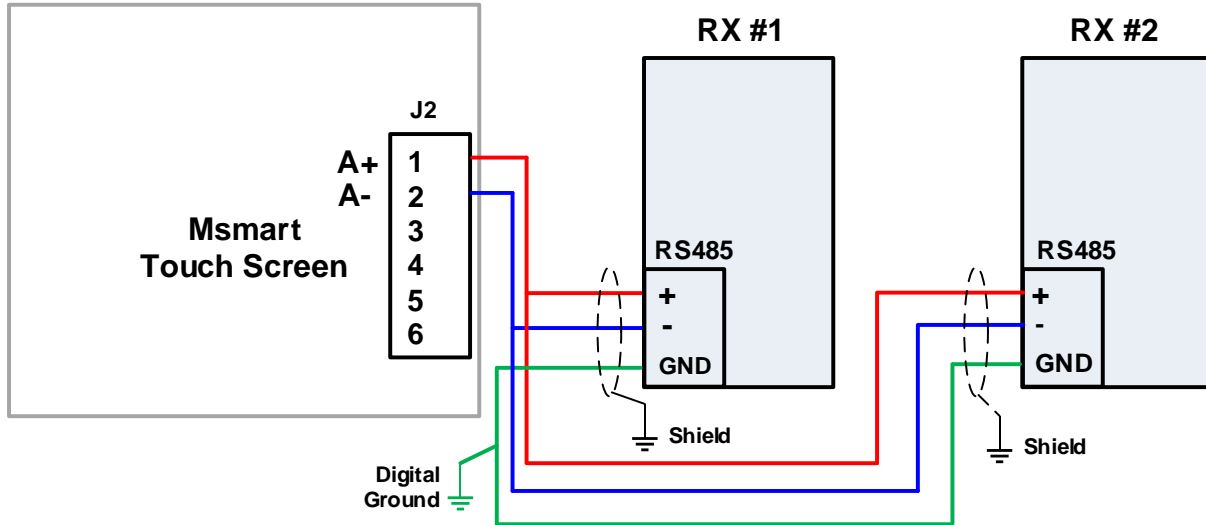 RX #1
RX #2
J2
A+
A-
1
2
3
4
5
6
Msmart
Touch Screen
RS485
+
-
GND
RS485
+
-
GND
Shield
Shield
Digital
Ground